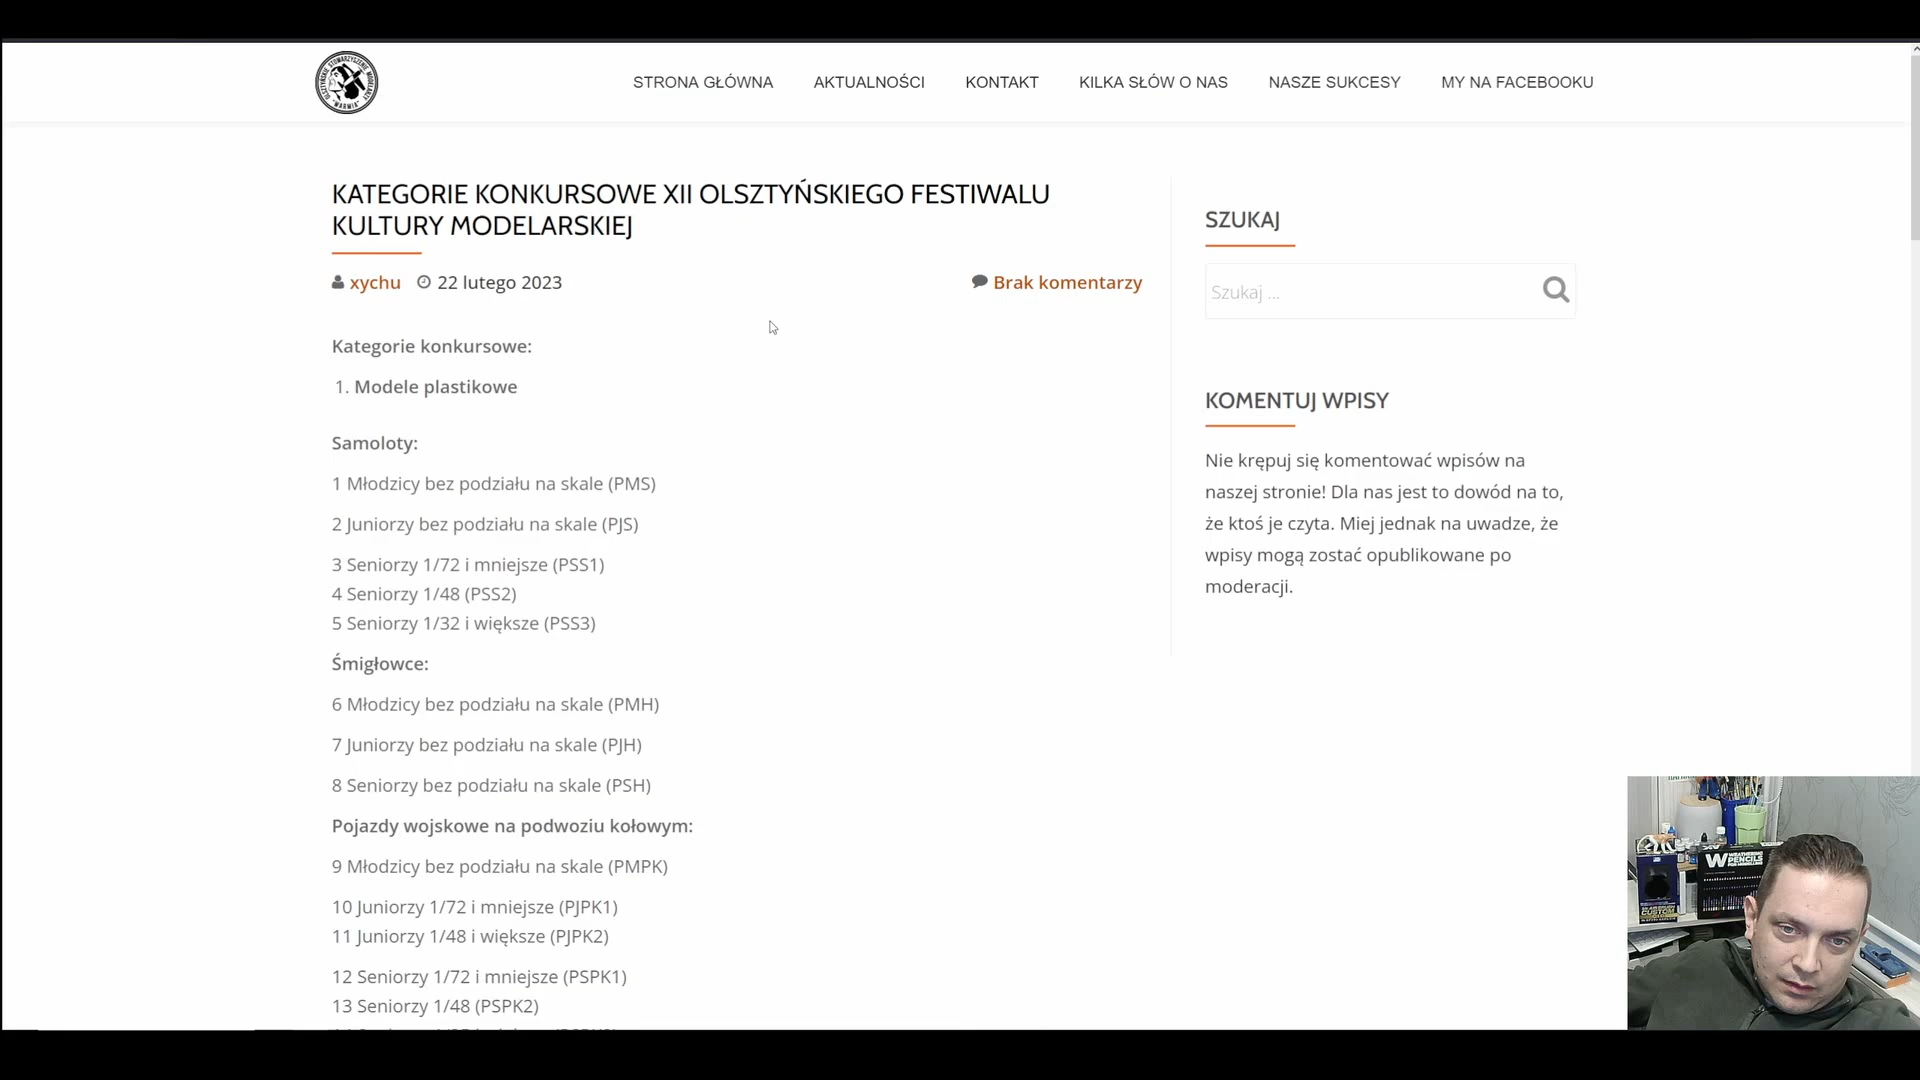 STRONA GŁÓWNA AKTUALNOŚCI KONTAKT KILKA SŁÓW O NAS NASZE SUKCESY MY NA FACEBOOKU
KATEGORIE KONKURSOWE XII OLSZTYŃSKIEGO FESTIWALU
KULTURY MODELARSKIEJ
xychu 22 lutego 2023 Brak komentarzy
Kategorie konkursowe:
1. Modele plastikowe
Samoloty:
1 Młodzicy bez podziału na skale (PMS)
2 Juniorzy bez podziału na skale (PJS)
3 Seniorzy 1/72 i mniejsze (PSS1)
4 Seniorzy 1/48 (PSS2)
5 Seniorzy 1/32 i większe (PSS3)
Śmigłowce:
6 Młodzicy bez podziału na skale (PMH)
7 Juniorzy bez podziału na skale (PJH)
8 Seniorzy bez podziału na skale (PSH)
Pojazdy wojskowe na podwoziu kołowym:
9 Młodzicy bez podziału na skale (PMPK)
10 Juniorzy 1/72 i mniejsze (PJPK1)
11 Juniorzy 1/48 i większe (PJPK2)
12 Seniorzy 1/72 i mniejsze (PSPK1)
13 Seniorzy 1/48 (PSPK2)
SZUKAJ
Szukaj ...
KOMENTUJ WPISY
Nie krępuj się komentować wpisów na
naszej stronie! Dla nas jest to dowód na to,
że ktoś je czyta. Miej jednak na uwadze, że
wpisy mogą zostać opublikowane po
moderacji.
WEATHERING
PENCILS